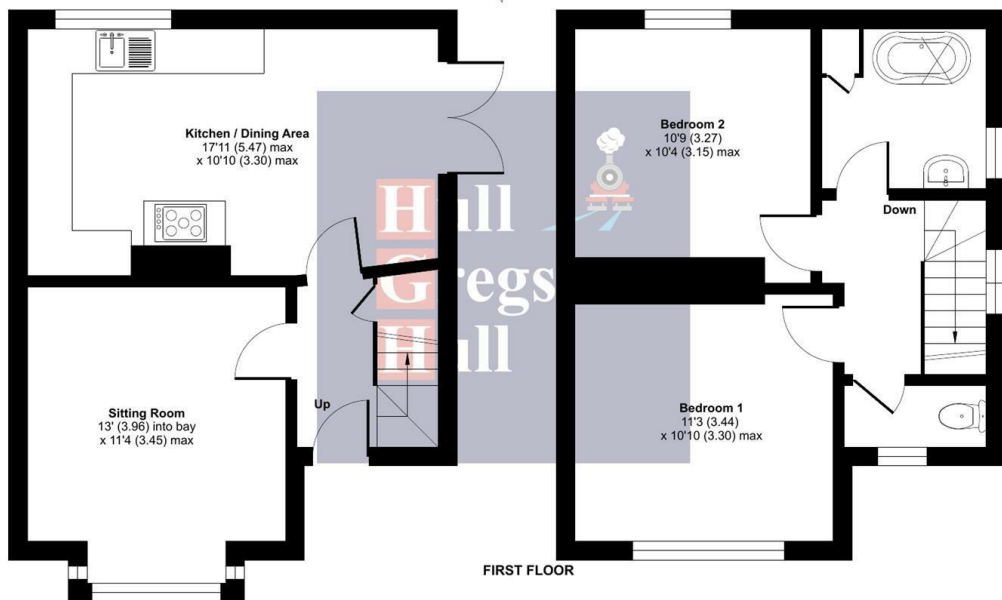 Kitchen / Dining Area
17'11 (5.47) max
x 10'10 (3.30) max
Bedroom 2
10'9 (3.27)
x 10'4 (3.15) max
Down
Hull
Gregs
Hull
Up
Sitting Room
13' (3.96) into bay
x 11'4 (3.45) max
Bedroom 1
11'3 (3.44)
x 10'10 (3.30) max
FIRST FLOOR